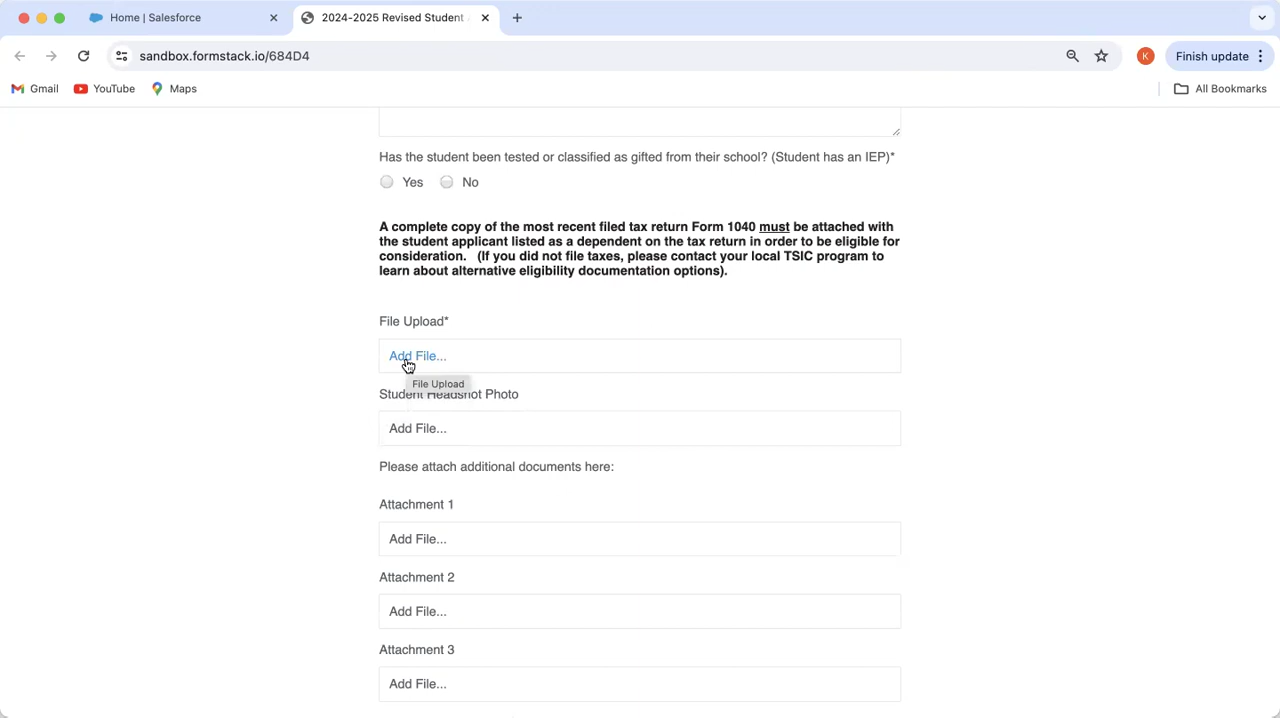 Home | Salesforce
2024-2025 Revised Student
sandbox.formstack.io/684D4
K
Finish update
Gmail
YouTube
Maps
All Bookmarks
Has the student been tested or classified as gifted from their school? (Student has an IEP)*
Yes
No
A complete copy of the most recent filed tax return Form 1040 must be attached with
the student applicant listed as a dependent on the tax return in order to be eligible for
consideration. (If you did not file taxes, please contact your local TSIC program to
learn about alternative eligibility documentation options).
File Upload*
Add File...
File Upload
Student Headshot Photo
Add File...
Please attach additional documents here:
Attachment 1
Add File...
Attachment 2
Add File...
Attachment 3
Add File...